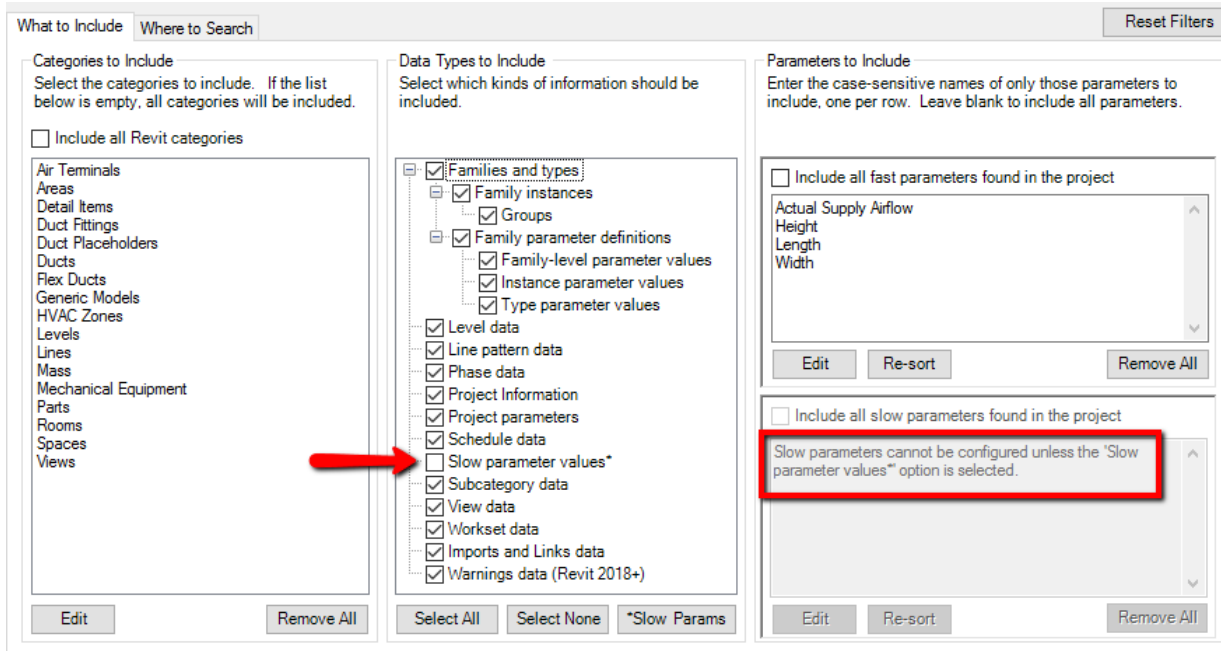 What to Include
Where to Search
Reset Filters
Categories to Include
Select the categories to include.   If the list
below is empty, all categories will be included.
Include all Revit categories
Air Terminals
Areas
Detail Items
Duct Fittings
Duct Placeholders
Ducts
Flex Ducts
Generic Models
HVAC Zones
Levels
Lines
Mass
Mechanical Equipment
Parts
Rooms
Spaces
Views
Edit
Remove All
Data Types to Include
Select which kinds of information should be
included.
Families and types
Family instances
Groups
Family parameter definitions
Family-level parameter values
Instance parameter values
Type parameter values
Level data
Line pattern data
Phase data
Project Information
Project parameters
Schedule data
Slow parameter values*
Subcategory data
View data
Workset data
Imports and Links data
Warnings data (Revit 2018+)
Select All
Select None
*Slow Params
Parameters to Include
Enter the case-sensitive names of only those parameters to
include, one per row.  Leave blank to include all parameters.
Include all fast parameters found in the project
Actual Supply Airflow
Height
Length
Width
Edit
Re-sort
Remove All
Include all slow parameters found in the project
Slow parameters cannot be configured unless the 'Slow
parameter values*' option is selected.
Edit
Re-sort
Remove All